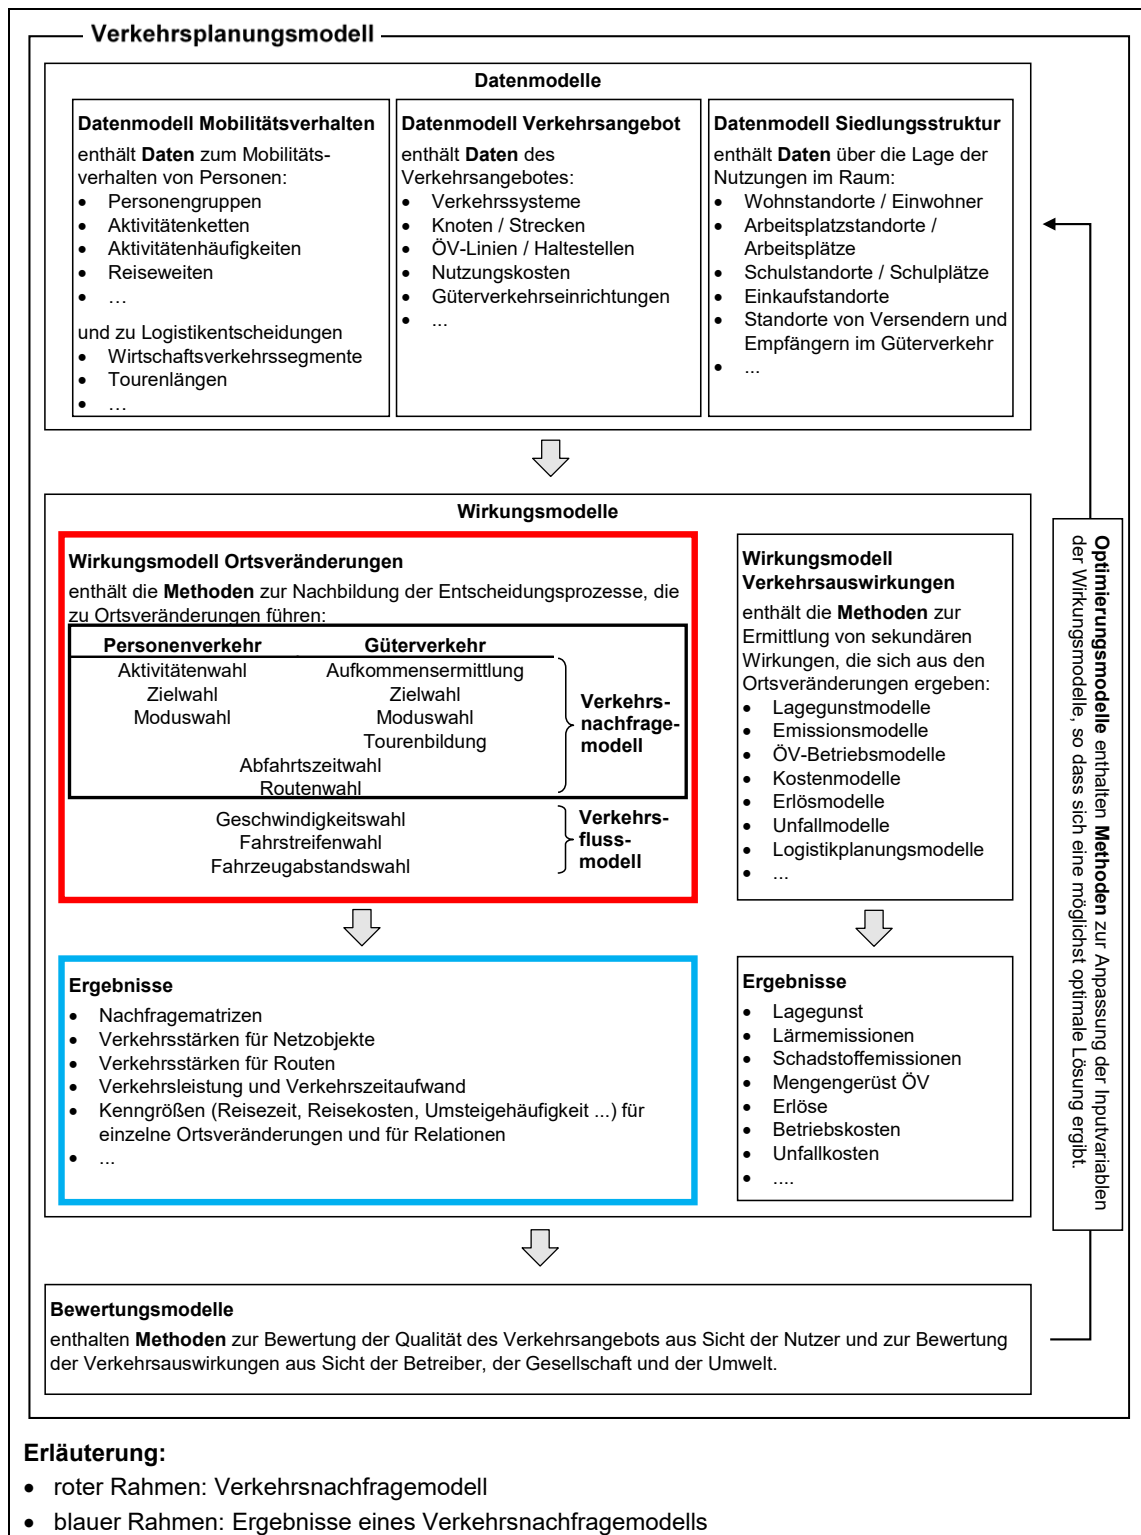 Verkehrsplanungsmodell
Datenmodelle
Datenmodell Mobilitätsverhalten
enthält Daten zum Mobilitäts-
verhalten von Personen:
• Personengruppen
• Aktivitätenketten
• Aktivitätenhäufigkeiten
• Reiseweiten
• …
und zu Logistikentscheidungen
• Wirtschaftsverkehrssegmente
• Tourenlängen
• …
Datenmodell Verkehrsangebot
enthält Daten des
Verkehrsangebotes:
• Verkehrssysteme
• Knoten / Strecken
• ÖV-Linien / Haltestellen
• Nutzungskosten
• Güterverkehrseinrichtungen
• ...
Datenmodell Siedlungsstruktur
enthält Daten über die Lage der
Nutzungen im Raum:
• Wohnstandorte / Einwohner
• Arbeitsplatzstandorte /
Arbeitsplätze
• Schulstandorte / Schulplätze
• Einkaufstandorte
• Standorte von Versendern und
Empfängern im Güterverkehr
• ...
Wirkungsmodelle
Wirkungsmodell Ortsveränderungen
enthält die Methoden zur Nachbildung der Entscheidungsprozesse, die
zu Ortsveränderungen führen:
Personenverkehr Güterverkehr
Aktivitätenwahl Aufkommensermittlung
Zielwahl Zielwahl
Moduswahl Moduswahl
Tourenbildung
Abfahrtszeitwahl
Routenwahl
Verkehrs-
nachfrage-
modell
Geschwindigkeitswahl
Fahrstreifenwahl
Fahrzeugabstandswahl
Verkehrs-
fluss-
modell
Wirkungsmodell
Verkehrsauswirkungen
enthält die Methoden zur
Ermittlung von sekundären
Wirkungen, die sich aus den
Ortsveränderungen ergeben:
• Lagegunstmodelle
• Emissionsmodelle
• ÖV-Betriebsmodelle
• Kostenmodelle
• Erlösmodelle
• Unfallmodelle
• Logistikplanungsmodelle
• ...
Ergebnisse
• Nachfragematrizen
• Verkehrsstärken für Netzobjekte
• Verkehrsstärken für Routen
• Verkehrsleistung und Verkehrszeitaufwand
• Kenngrößen (Reisezeit, Reisekosten, Umsteigehäufigkeit ...) für
einzelne Ortsveränderungen und für Relationen
• ...
Ergebnisse
• Lagegunst
• Lärmemissionen
• Schadstoffemissionen
• Mengengerüst ÖV
• Erlöse
• Betriebskosten
• Unfallkosten
• ....
Optimierungsmodelle enthalten Methoden zur Anpassung der Inputvariablen
der Wirkungsmodelle, so dass sich eine möglichst optimale Lösung ergibt.
Bewertungsmodelle
enthalten Methoden zur Bewertung der Qualität des Verkehrsangebots aus Sicht der Nutzer und zur Bewertung
der Verkehrsauswirkungen aus Sicht der Betreiber, der Gesellschaft und der Umwelt.
Erläuterung:
• roter Rahmen: Verkehrsnachfragemodell
• blauer Rahmen: Ergebnisse eines Verkehrsnachfragemodells